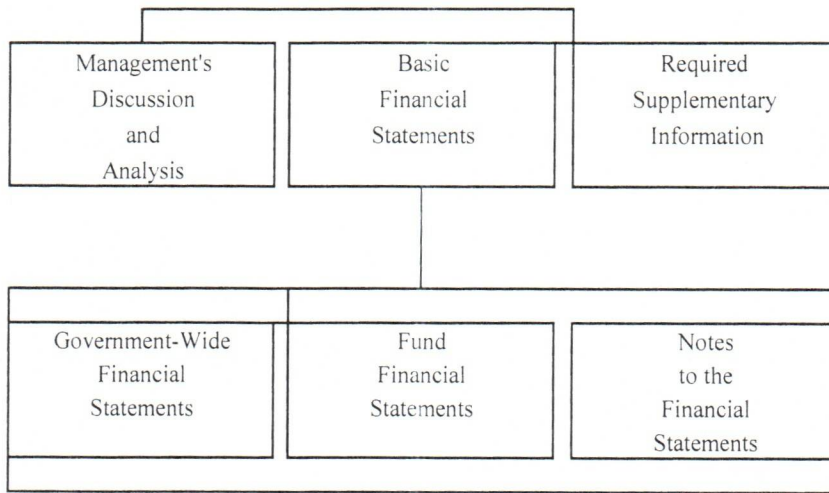 Management's
Discussion
and
Analysis
Basic
Financial
Statements
Required
Supplementary
Information
Government-Wide
Financial
Statements
Fund
Financial
Statements
Notes
to the
Financial
Statements